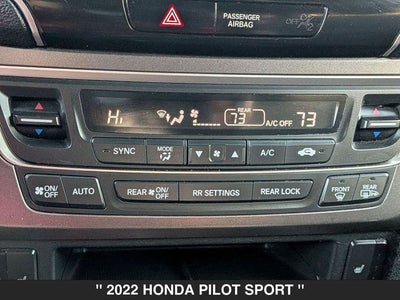 PASSENGER
AIRBAG
OFF
Hi REAR 73 A/C OFF 73
SYNC MODE A/C
ON/OFF AUTO REAR ON/OFF RR SETTINGS REAR LOCK FRONT REAR
" 2022 HONDA PILOT SPORT "